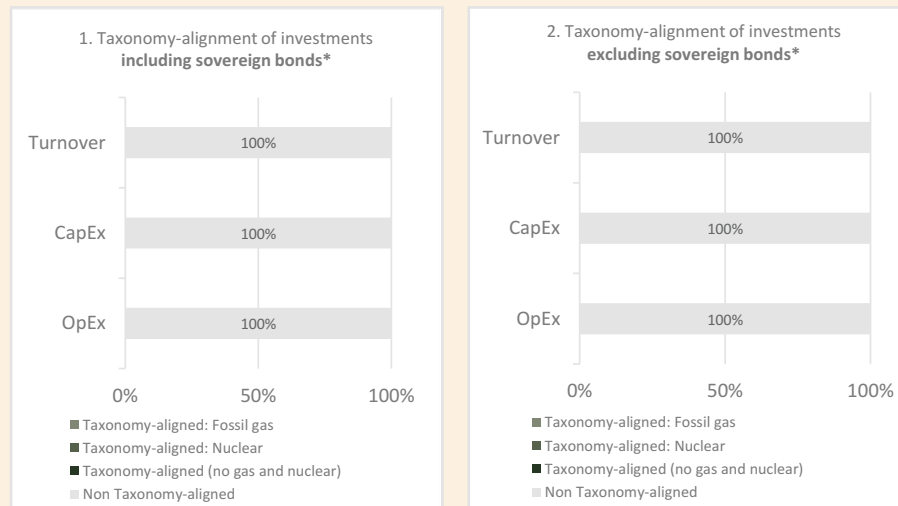 1. Taxonomy-alignment of investments
including sovereign bonds*
Turnover
100%
CapEx
100%
OpEx
100%
0%
50%
100%
Taxonomy-aligned: Fossil gas
Taxonomy-aligned: Nuclear
Taxonomy-aligned (no gas and nuclear)
Non Taxonomy-aligned
2. Taxonomy-alignment of investments
excluding sovereign bonds*
Turnover
100%
CapEx
100%
OpEx
100%
0%
50%
100%
Taxonomy-aligned: Fossil gas
Taxonomy-aligned: Nuclear
Taxonomy-aligned (no gas and nuclear)
Non Taxonomy-aligned